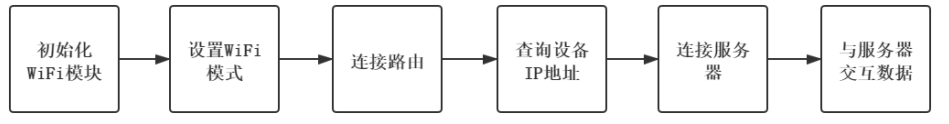 初始化
WiFi模块
设置WiFi
模式
连接路由
查询设备
IP地址
连接服务
器
与服务器
交互数据